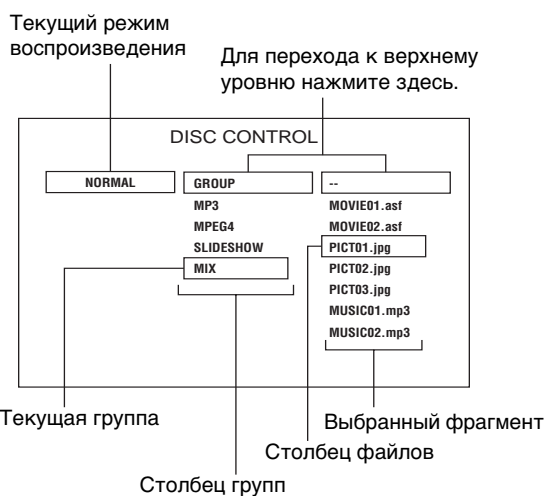 Текущий режим
воспроизведения
Для перехода к верхнему
уровню нажмите здесь.
DISC CONTROL
NORMAL
GROUP
--
MP3
MOVIE01.asf
MPEG4
MOVIE02.asf
SLIDESHOW
PICT01.jpg
MIX
PICT02.jpg
PICT03.jpg
MUSIC01.mp3
MUSIC02.mp3
Текущая группа
Выбранный фрагмент
Столбец файлов
Столбец групп